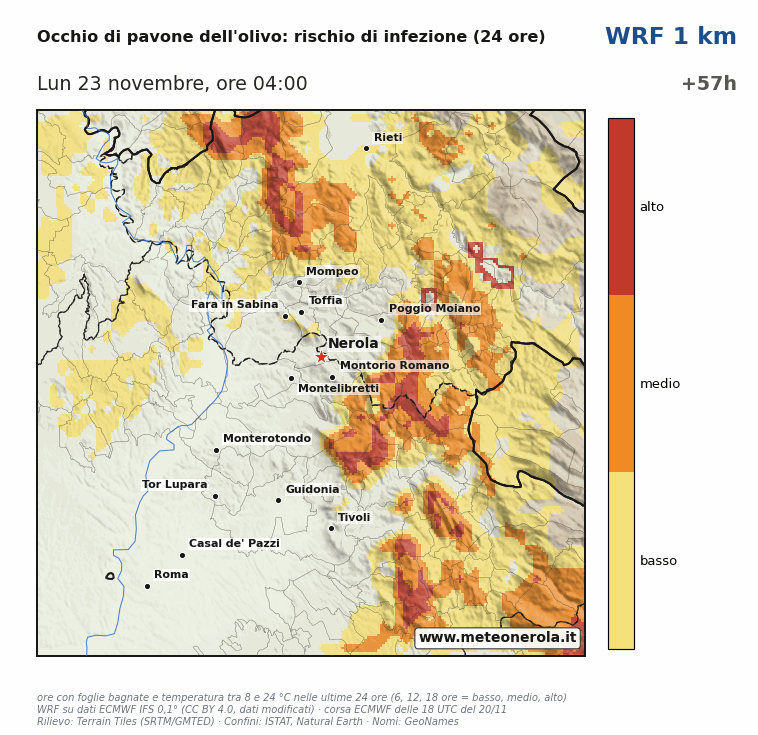 Occhio di pavone dell'olivo: rischio di infezione (24 ore)
WRF 1 km
Lun 23 novembre, ore 04:00
+57h
Rieti
alto
Mompeo
Fara in Sabina
Toffia
Poggio Moiano
Nerola
Montorio Romano
medio
Montelibretti
Monterotondo
Tor Lupara
Guidonia
Tivoli
Casal de' Pazzi
basso
Roma
www.meteonerola.it
ore con foglie bagnate e temperatura tra 8 e 24 °C nelle ultime 24 ore (6, 12, 18 ore = basso, medio, alto)
WRF su dati ECMWF IFS 0,1° (CC BY 4.0, dati modificati) · corsa ECMWF delle 18 UTC del 20/11
Rilievo: Terrain Tiles (SRTM/GMTED) · Confini: ISTAT, Natural Earth · Nomi: GeoNames